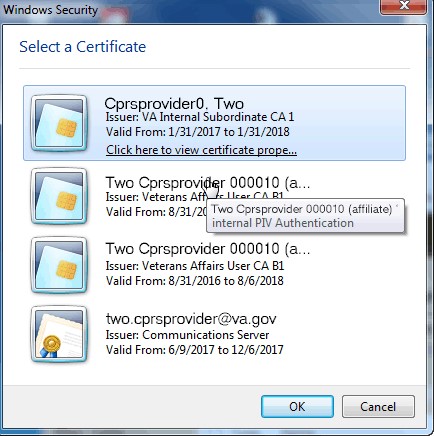 Windows Security
Select a Certificate
Cprsprovider0, Two
Issuer: VA Internal Subordinate CA 1
Valid From: 1/31/2017 to 1/31/2018
Click here to view certificate prope...
Two Cprsprovider 000010 (a...
Issuer: Veterans Affairs User CA B1
Valid From: 8/31/20
Two Cprsprovider 000010 (affiliate)
internal PIV Authentication
Two Cprsprovider 000010 (a...
Issuer: Veterans Affairs User CA B1
Valid From: 8/31/2016 to 8/6/2018
two.cprsprovider@va.gov
Issuer: Communications Server
Valid From: 6/9/2017 to 12/6/2017
OK
Cancel